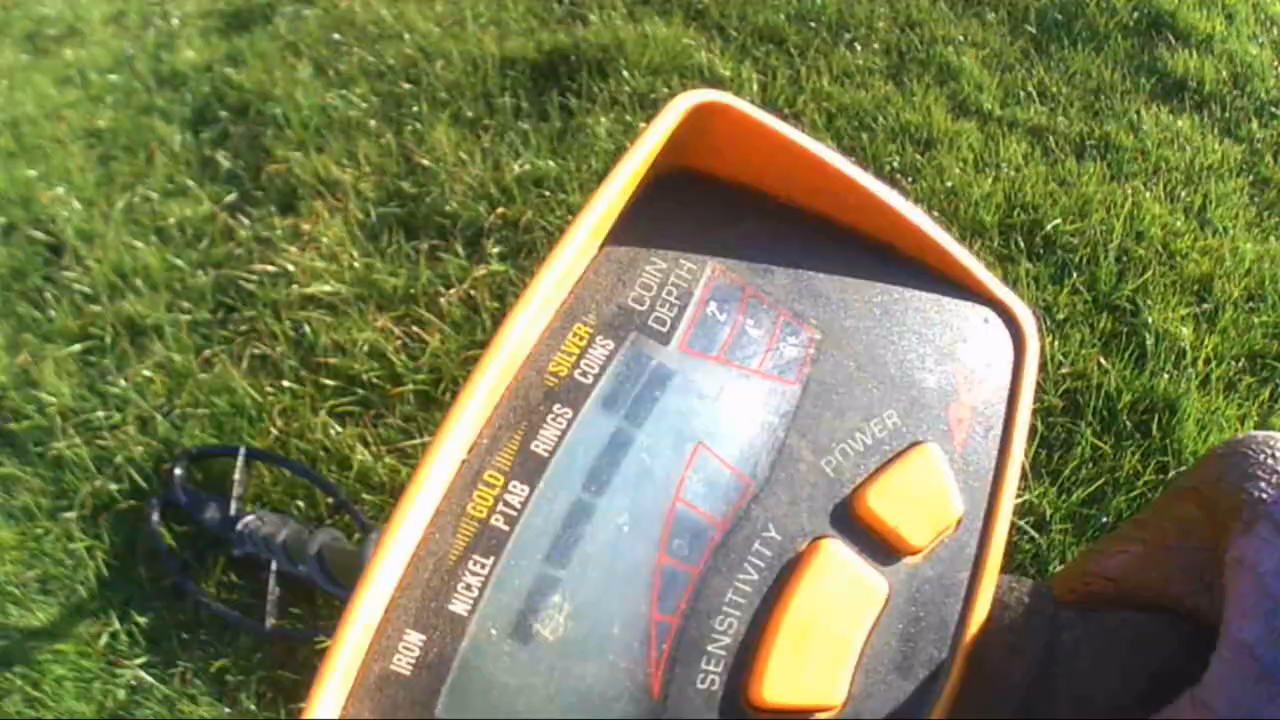 COIN
DEPTH
2"
SILVER
COINS
RINGS
GOLD
PTAB
NICKEL
IRON
POWER
SENSITIVITY